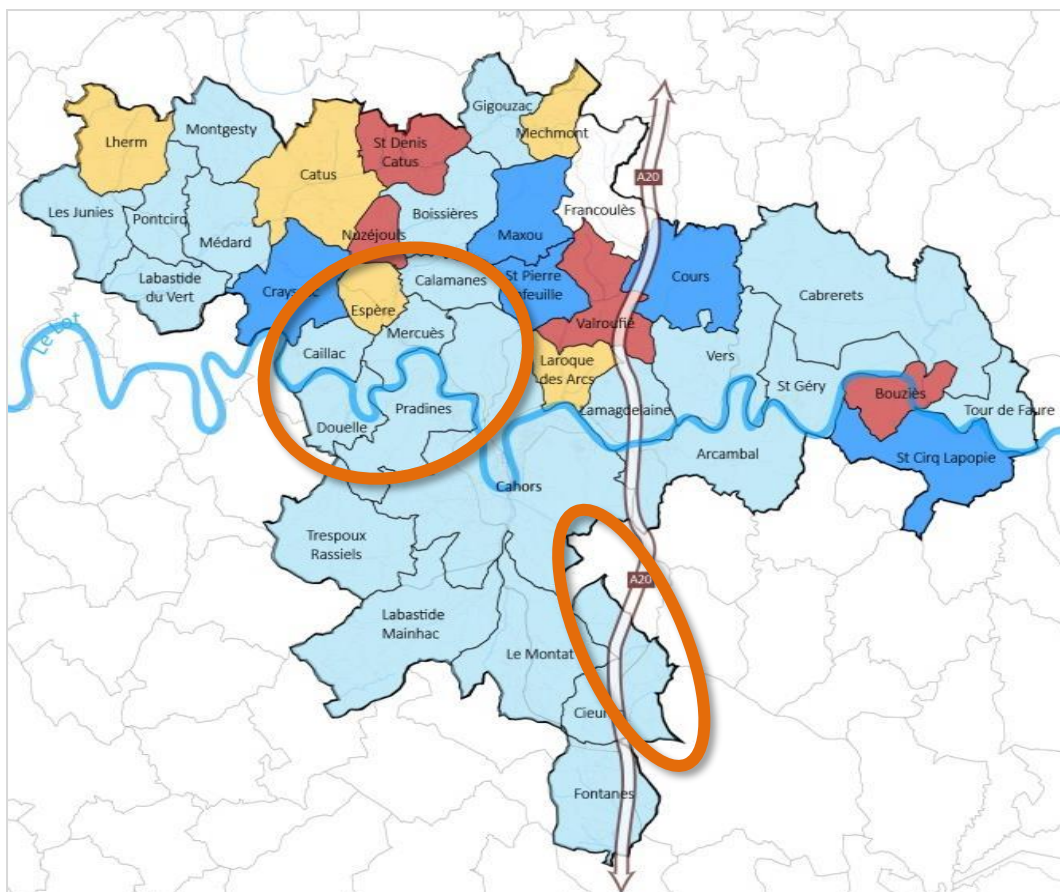 Gigouzac
Lherm
Montgesty
Mechmont
St Denis
Catus
Catus
A20
Les Junies
Pontcirq
Boissières
Francoulès
Nuzéjouls
Médard
Maxou
Labastide
du Vert
Calamanes
St Pierre
Cours
Espère
Cabrerets
Mercuès
Valroufié
Le Lot
Caillac
Laroque
des Arcs
Vers
St Géry
Bouziès
Pradines
Lamagdelaine
Tour de Faure
Douelle
Arcambal
St Cirq Lapopie
Cahors
Trespoux
Rassiels
A20
Labastide
Mainhac
Le Montat
Fontanes